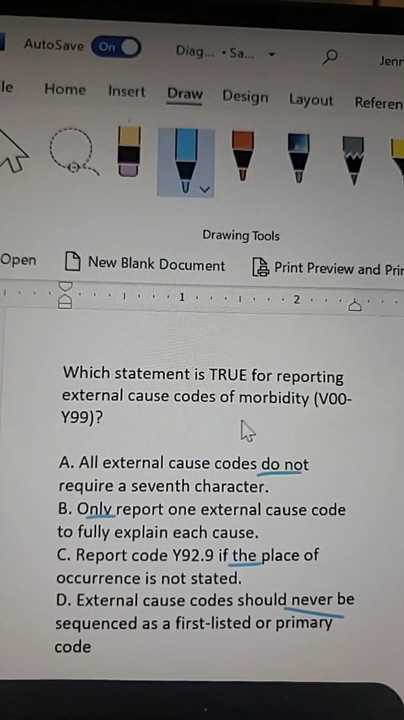 AutoSave On Diag... • Sa...
Home Insert Draw Design Layout
Drawing Tools
Open New Blank Document Print Preview and
1 2
Which statement is TRUE for reporting
external cause codes of morbidity (V00-
Y99)?
A. All external cause codes do not
require a seventh character.
B. Only report one external cause code
to fully explain each cause.
C. Report code Y92.9 if the place of
occurrence is not stated.
D. External cause codes should never be
sequenced as a first-listed or primary
code